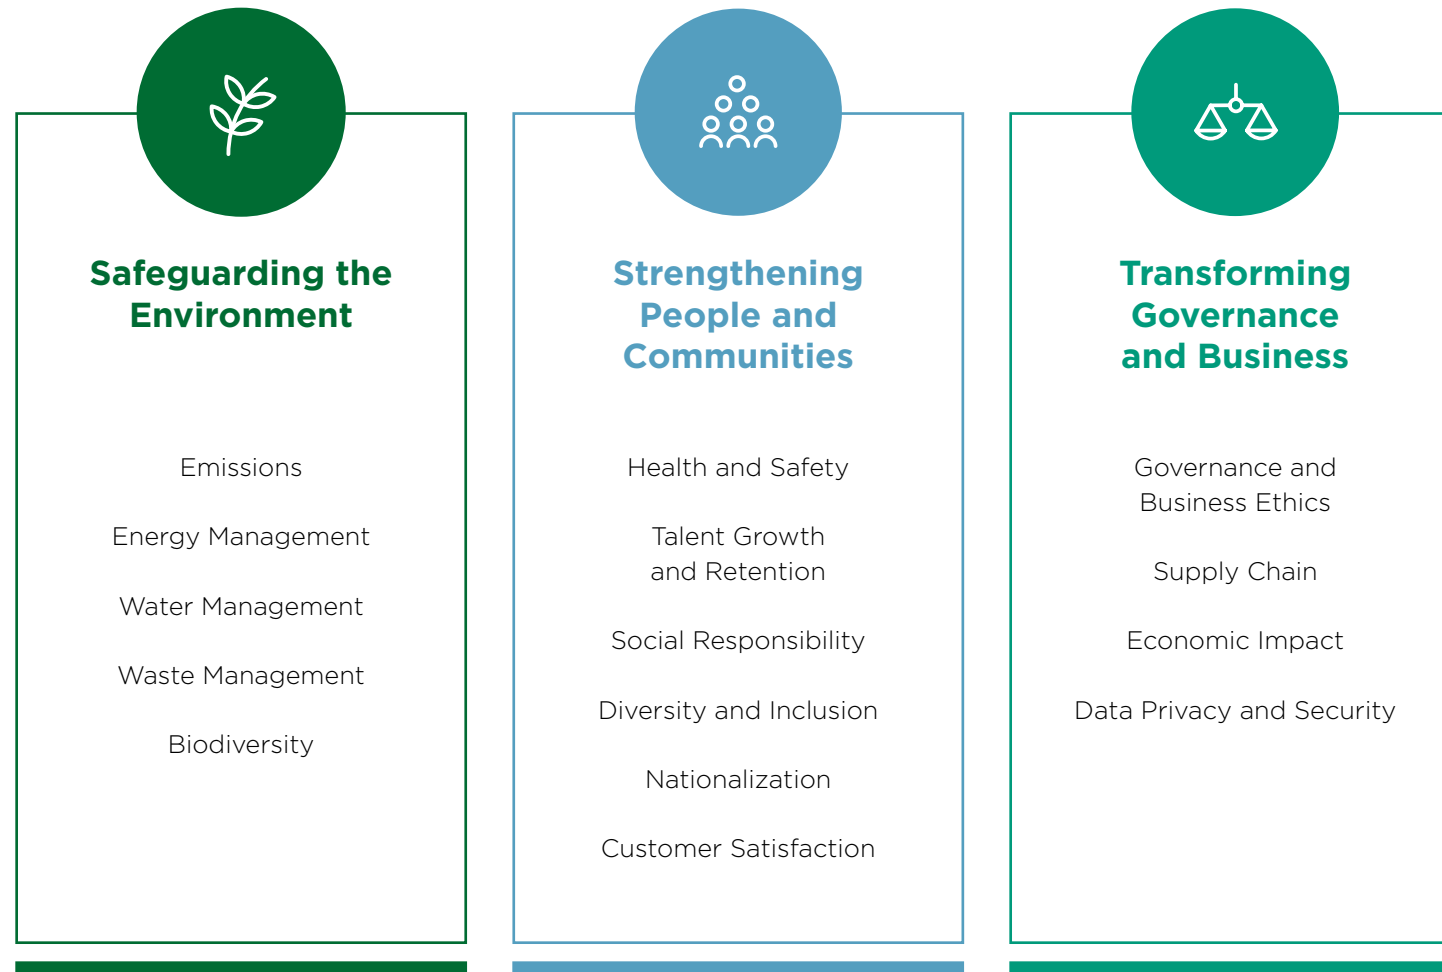 Safeguarding the
Environment
Emissions
Energy Management
Water Management
Waste Management
Biodiversity
Strengthening
People and
Communities
Health and Safety
Talent Growth
and Retention
Social Responsibility
Diversity and Inclusion
Nationalization
Customer Satisfaction
Transforming
Governance
and Business
Governance and
Business Ethics
Supply Chain
Economic Impact
Data Privacy and Security